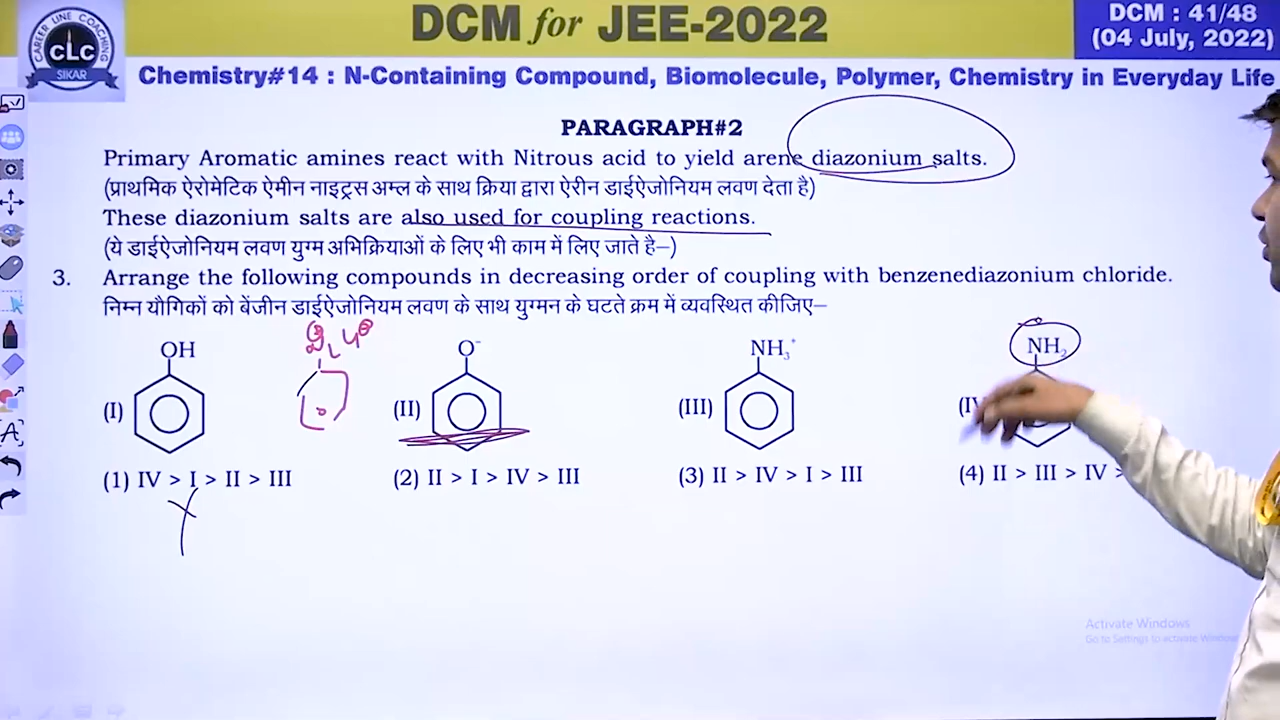 DCM for JEE-2022
DCM : 41/48
(04 July, 2022)
CAREER LINE COACHING
CLC
SIKAR
Chemistry#14 : N-Containing Compound, Biomolecule, Polymer, Chemistry in Everyday Life
PARAGRAPH#2
Primary Aromatic amines react with Nitrous acid to yield arene diazonium salts.
(प्राथमिक ऐरोमेटिक ऐमीन नाइट्रस अम्ल के साथ क्रिया द्वारा ऐरीन डाईऐजोनियम लवण देता है)
These diazonium salts are also used for coupling reactions.
(ये डाईऐजोनियम लवण युग्म अभिक्रियाओं के लिए भी काम में लिए जाते है–)
3. Arrange the following compounds in decreasing order of coupling with benzenediazonium chloride.
निम्न यौगिकों को बेंजीन डाईऐजोनियम लवण के साथ युग्मन के घटते क्रम में व्यवस्थित कीजिए–
OH O⁻ NH₃⁺ NH₂
(I) (II) (III)
(1) IV > I > II > III (2) II > I > IV > III (3) II > IV > I > III (4) II > III > IV >
Activate Windows
Go to Settings to activate Windows